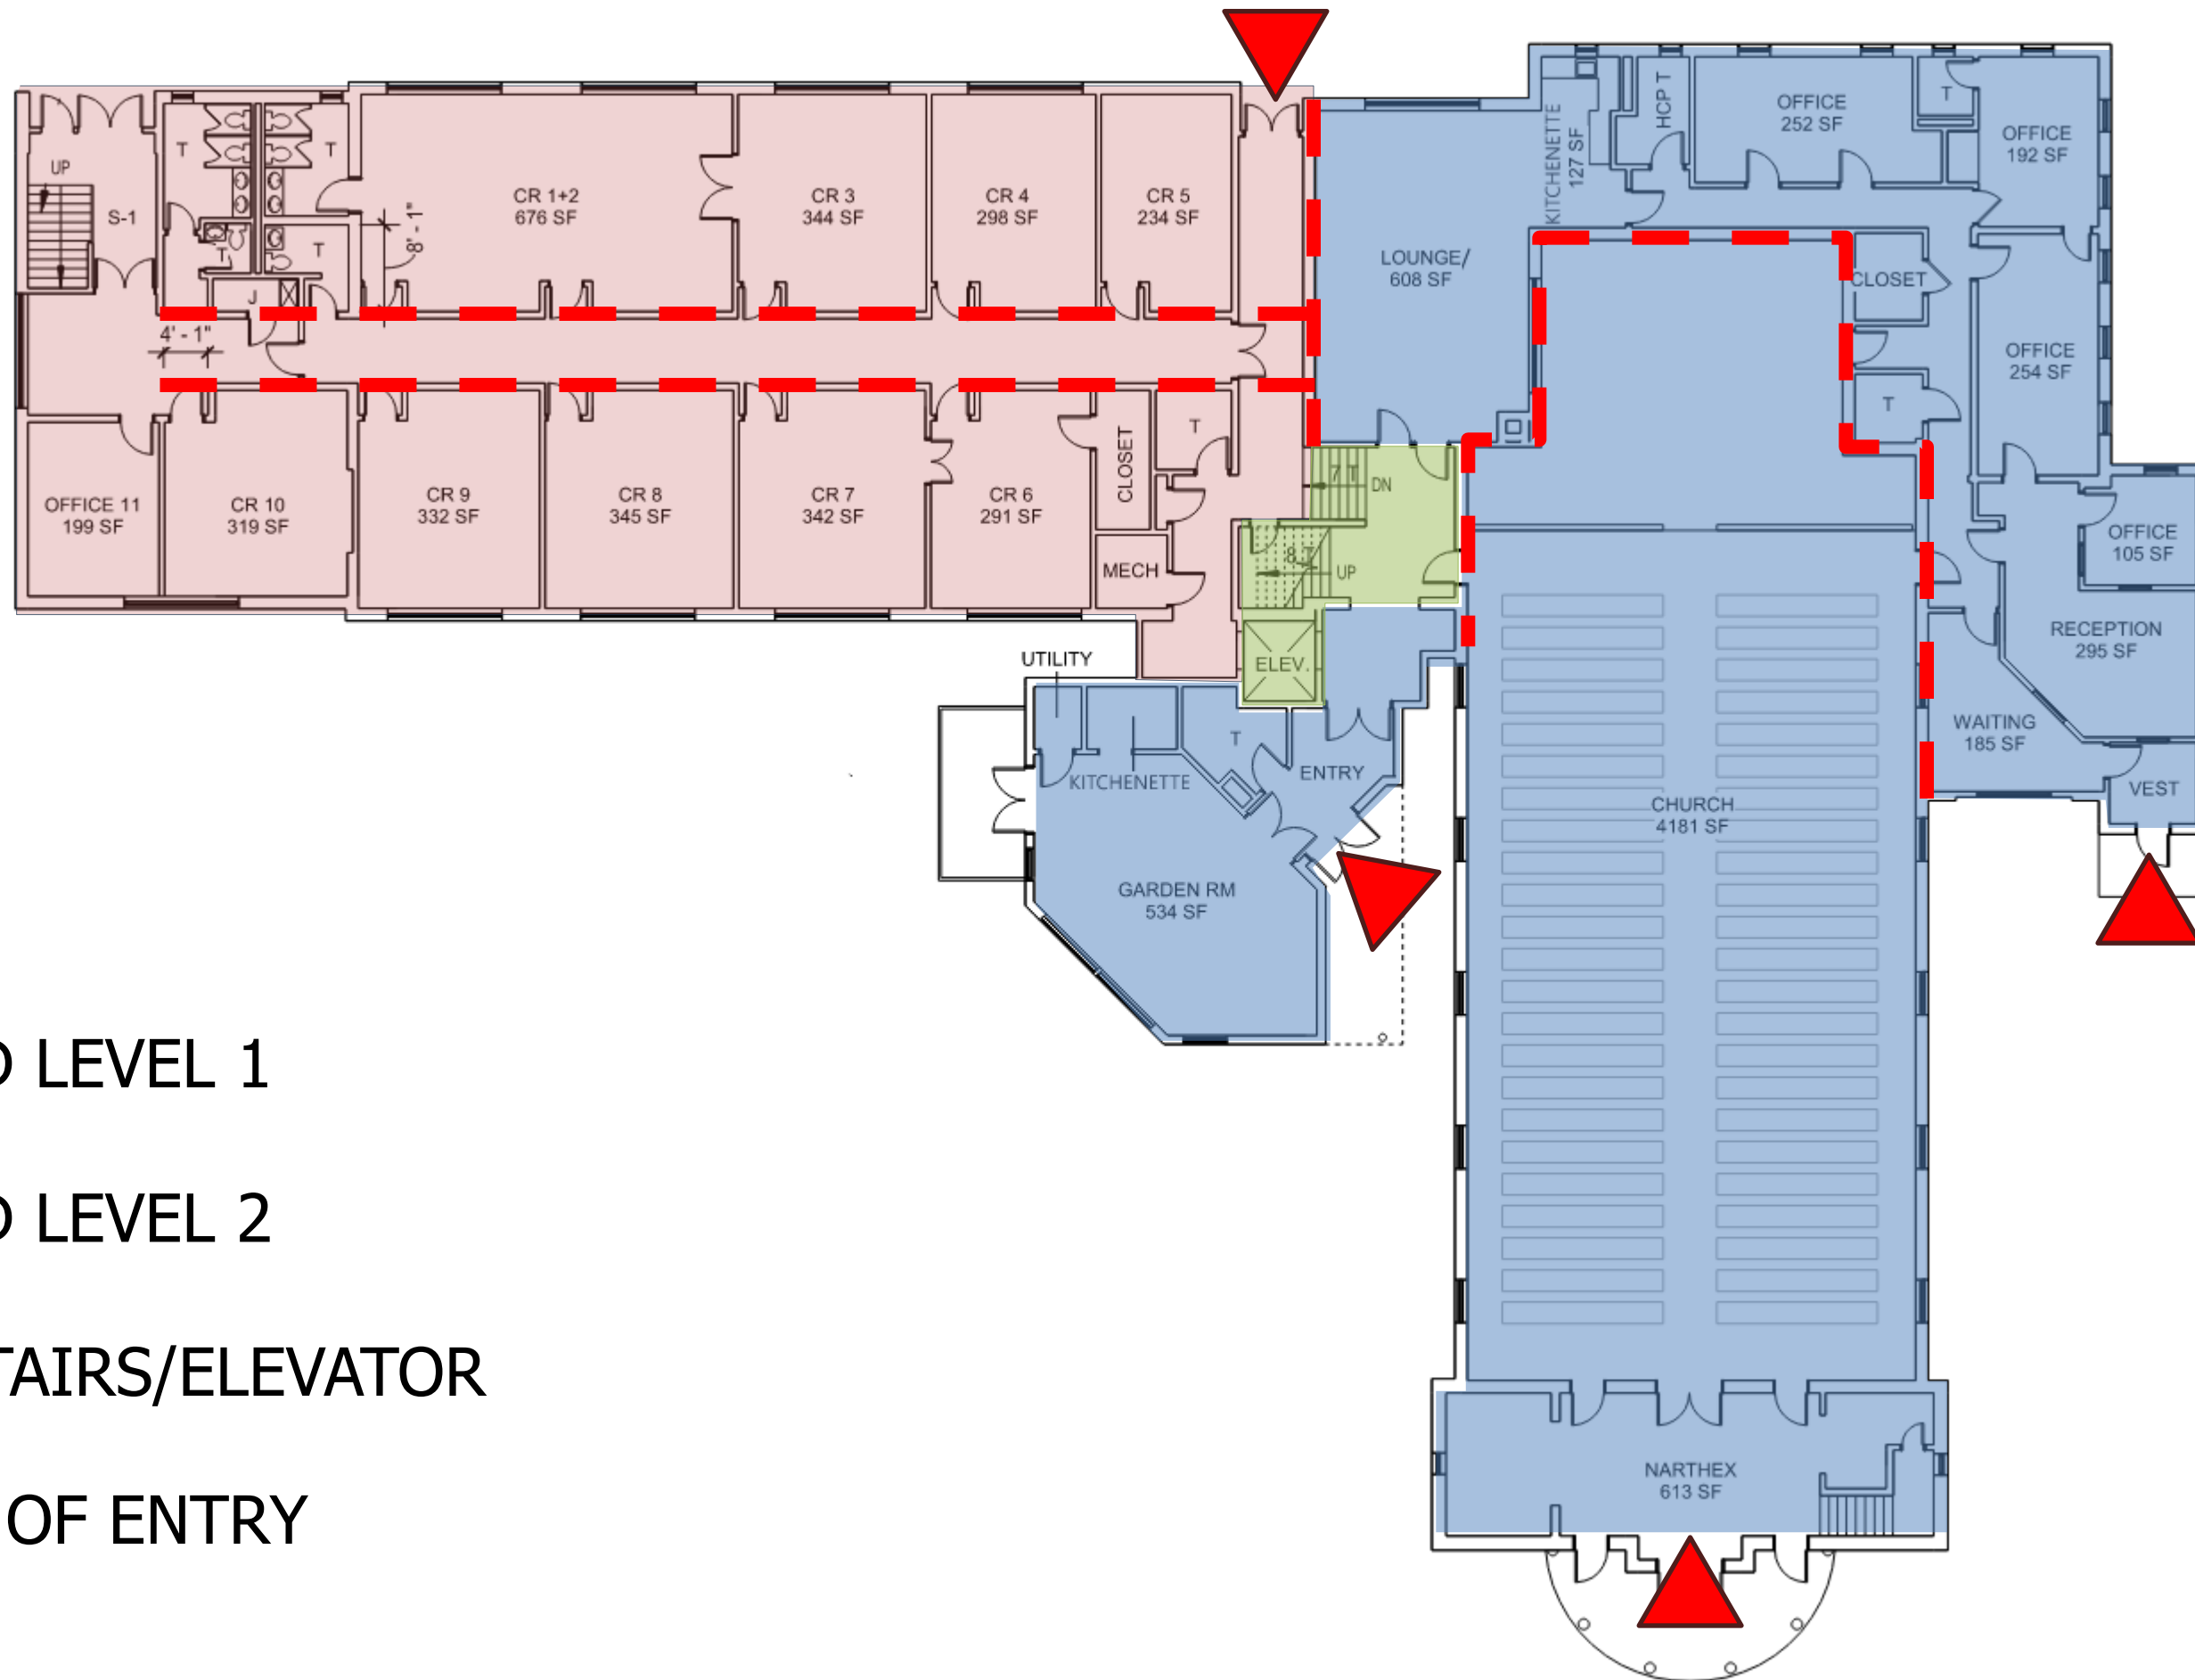 UP
S-1
T
T
T
T
J
8' - 1"
4' - 1"
CR 1+2
676 SF
CR 3
344 SF
CR 4
298 SF
CR 5
234 SF
OFFICE 11
199 SF
CR 10
319 SF
CR 9
332 SF
CR 8
345 SF
CR 7
342 SF
CR 6
291 SF
CLOSET
T
MECH
LOUNGE/
608 SF
KITCHENETTE
127 SF
HCP T
OFFICE
252 SF
T
OFFICE
192 SF
CLOSET
OFFICE
254 SF
T
OFFICE
105 SF
RECEPTION
295 SF
WAITING
185 SF
VEST
7 T
DN
8 T
UP
ELEV.
UTILITY
KITCHENETTE
T
ENTRY
GARDEN RM
534 SF
CHURCH
4181 SF
NARTHEX
613 SF
LEVEL 1
LEVEL 2
TAIRS/ELEVATOR
OF ENTRY